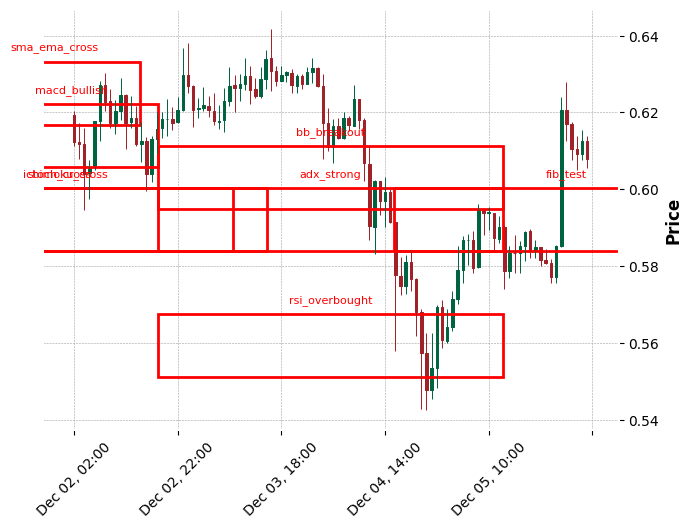 sma_ema_cross
0.64
macd_bullish
0.62
bb_breakout
adx_strong
fib_test
0.60
Price
0.58
rsi_overbought
0.56
0.54
Dec 02, 02:00
Dec 02, 22:00
Dec 03, 18:00
Dec 04, 14:00
Dec 05, 10:00